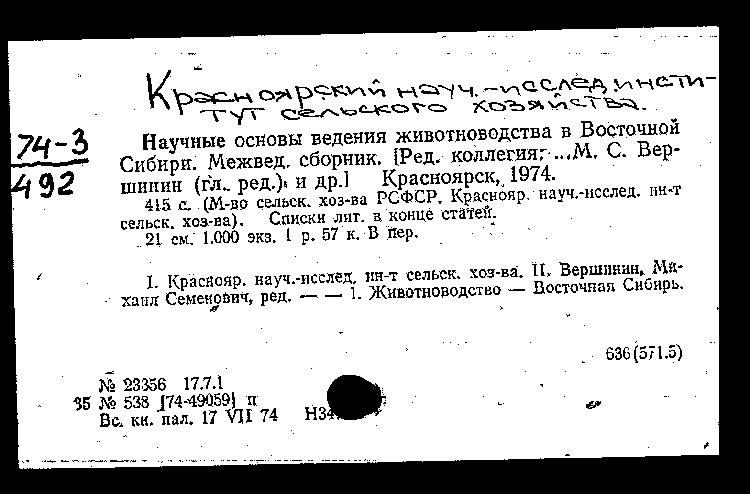 Красноярский науч.-исслед. инсти-
тут сельского хозяйства.
74-3
492
Научные основы ведения животноводства в Восточной
Сибири. Межвед. сборник. [Ред. коллегия: ...М. С. Вер-
шинин (гл. ред.) и др.] Красноярск, 1974.
415 с. (М-во сельск. хоз-ва РСФСР. Краснояр. науч.-исслед. ин-т
сельск. хоз-ва). Списки лит. в конце статей.
21 см. 1.000 экз. 1 р. 57 к. В пер.
I. Краснояр. науч.-исслед. ин-т сельск. хоз-ва. II. Вершинин, Ми-
хаил Семенович, ред. — — 1. Животноводство — Восточная Сибирь.
636(571.5)
№ 23356 17.7.1
35 № 538 [74-49059] п
Вс. кн. пал. 17 VII 74 Н34